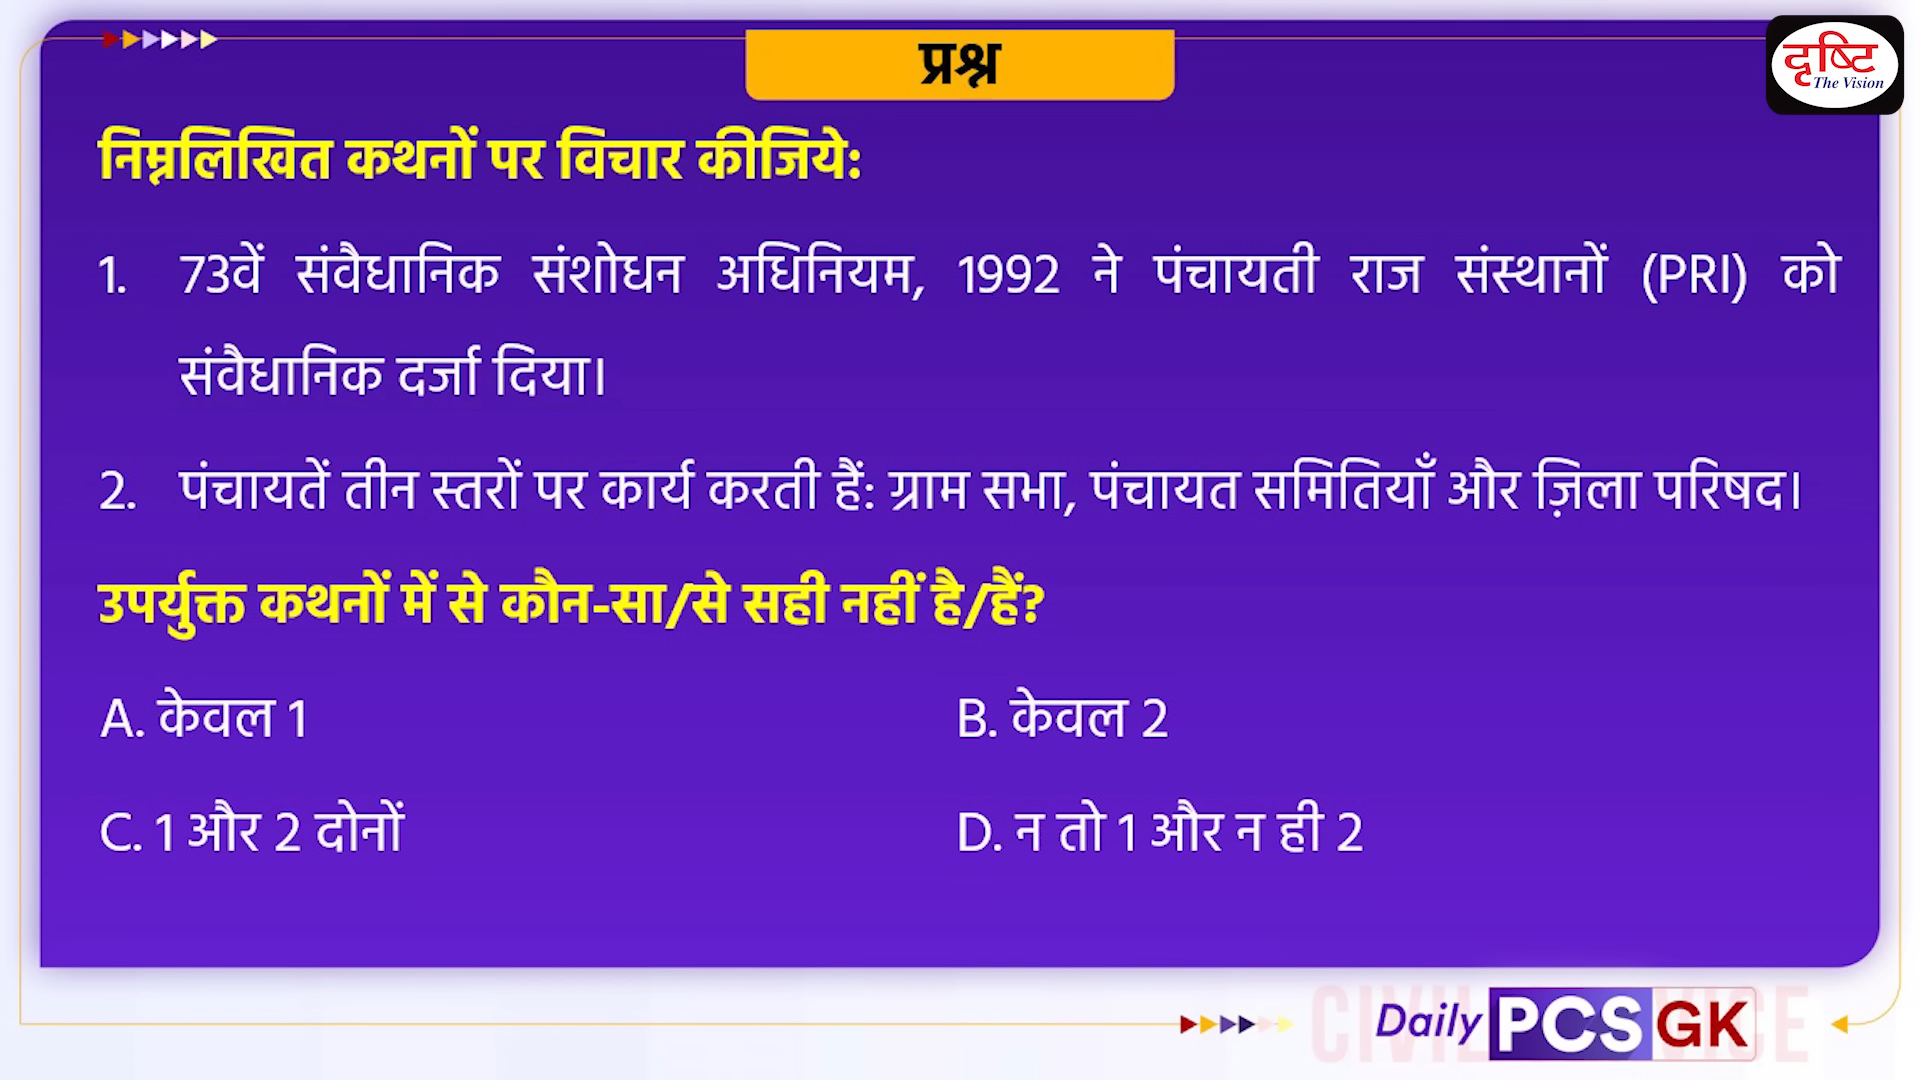 प्रश्न
दृष्टि
The Vision
निम्नलिखित कथनों पर विचार कीजिये:
1. 73वें संवैधानिक संशोधन अधिनियम, 1992 ने पंचायती राज संस्थानों (PRI) को
संवैधानिक दर्जा दिया।
2. पंचायतें तीन स्तरों पर कार्य करती हैं: ग्राम सभा, पंचायत समितियाँ और ज़िला परिषद।
उपर्युक्त कथनों में से कौन-सा/से सही नहीं है/हैं?
A. केवल 1 B. केवल 2
C. 1 और 2 दोनों D. न तो 1 और न ही 2
Daily PCS GK